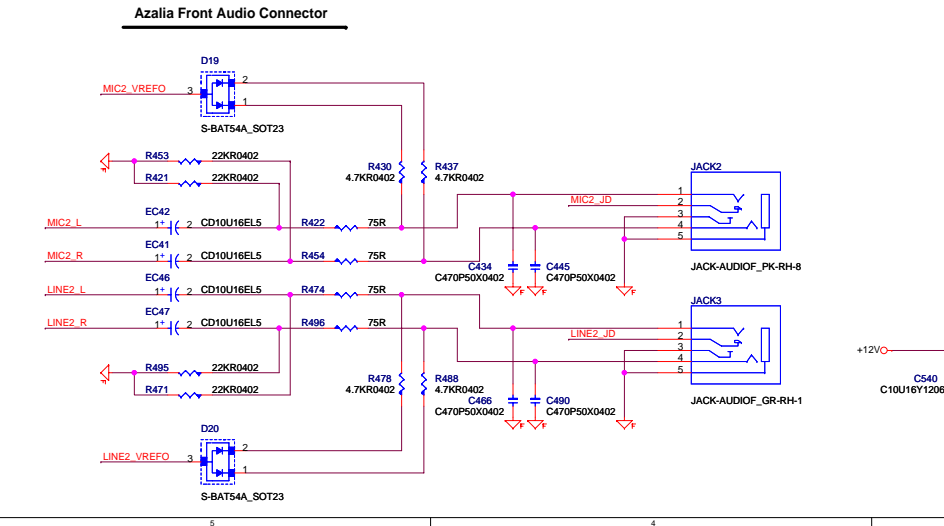 Azalia Front Audio Connector
D19
MIC2_VREFO 3 2
1
S-BAT54A_SOT23
R453 22KR0402
R421 22KR0402
R430 4.7KR0402
R437 4.7KR0402
EC42
MIC2_L 1+ 2 CD10U16EL5 R422 75R
EC41
MIC2_R 1+ 2 CD10U16EL5 R454 75R
EC46
LINE2_L 1+ 2 CD10U16EL5 R474 75R
EC47
LINE2_R 1+ 2 CD10U16EL5 R496 75R
JACK2
MIC2_JD
1
2
3
4
5
JACK-AUDIOF_PK-RH-8
C434
C470P50X0402
C445
C470P50X0402
F
F
F
F
JACK3
LINE2_JD
1
2
3
4
5
JACK-AUDIOF_GR-RH-1
R495 22KR0402
R471 22KR0402
F
R478 4.7KR0402
R488 4.7KR0402
C466
C470P50X0402
C490
C470P50X0402
F
F
F
D20
LINE2_VREFO 3 2
1
S-BAT54A_SOT23
+12V
C540
C10U16Y1206
5 4